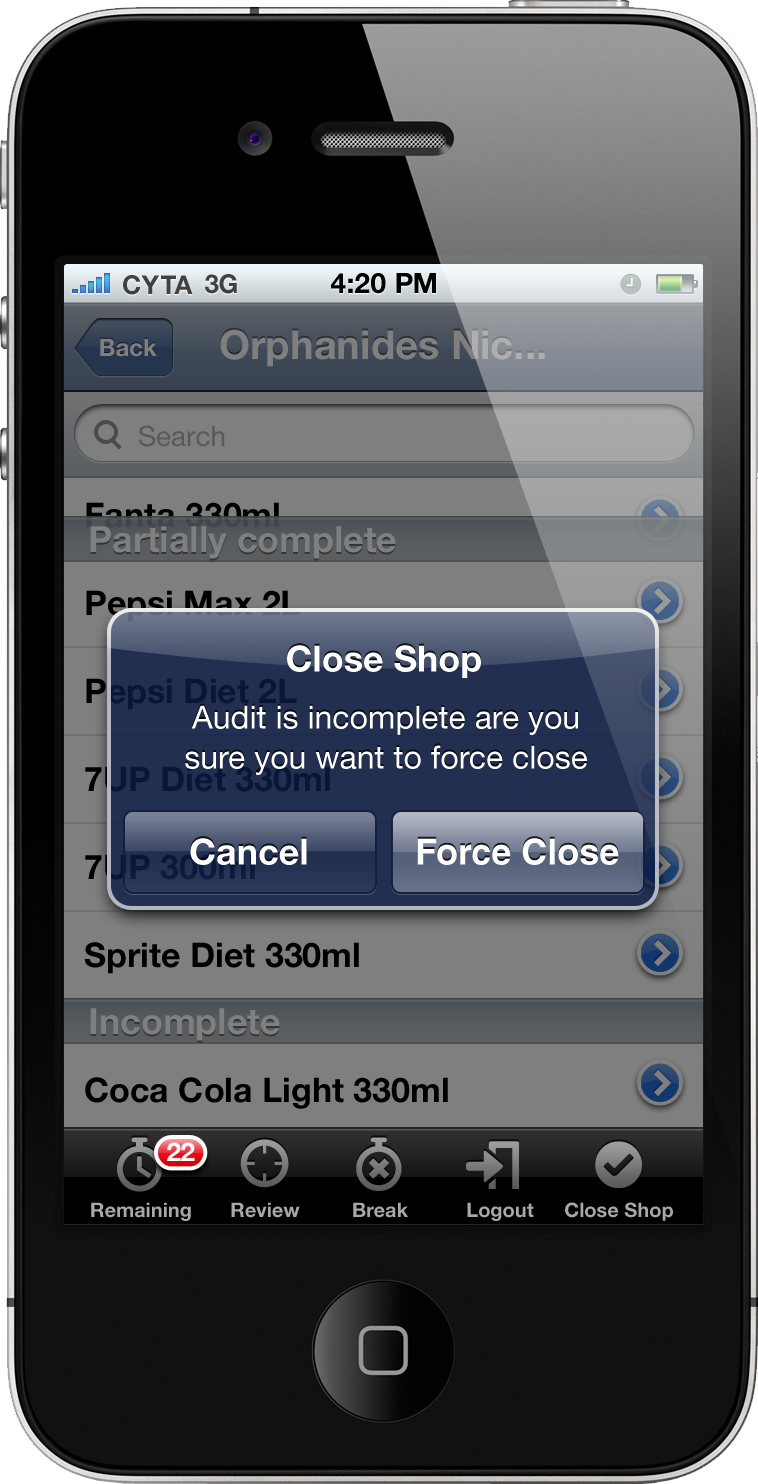 CYTA 3G 4:20 PM
Back Orphanides Nic...
Search
Fanta 330ml
Partially complete
Pepsi Max 2L
Close Shop
Pepsi Diet 2L
Audit is incomplete are you
sure you want to force close
7UP Diet 330ml
Cancel Force Close
7UP 300ml
Sprite Diet 330ml
Incomplete
Coca Cola Light 330ml
22
Remaining Review Break Logout Close Shop